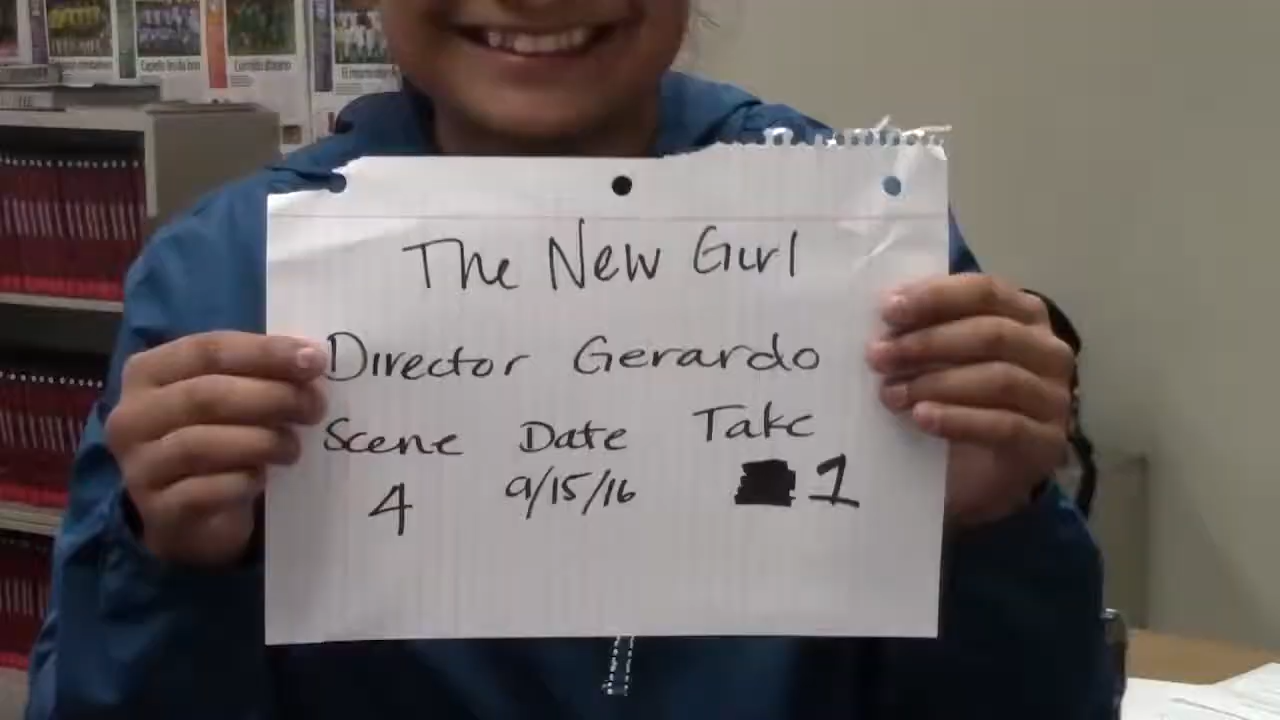 The New Girl
Director Gerardo
Scene Date Take
4 9/15/16 1